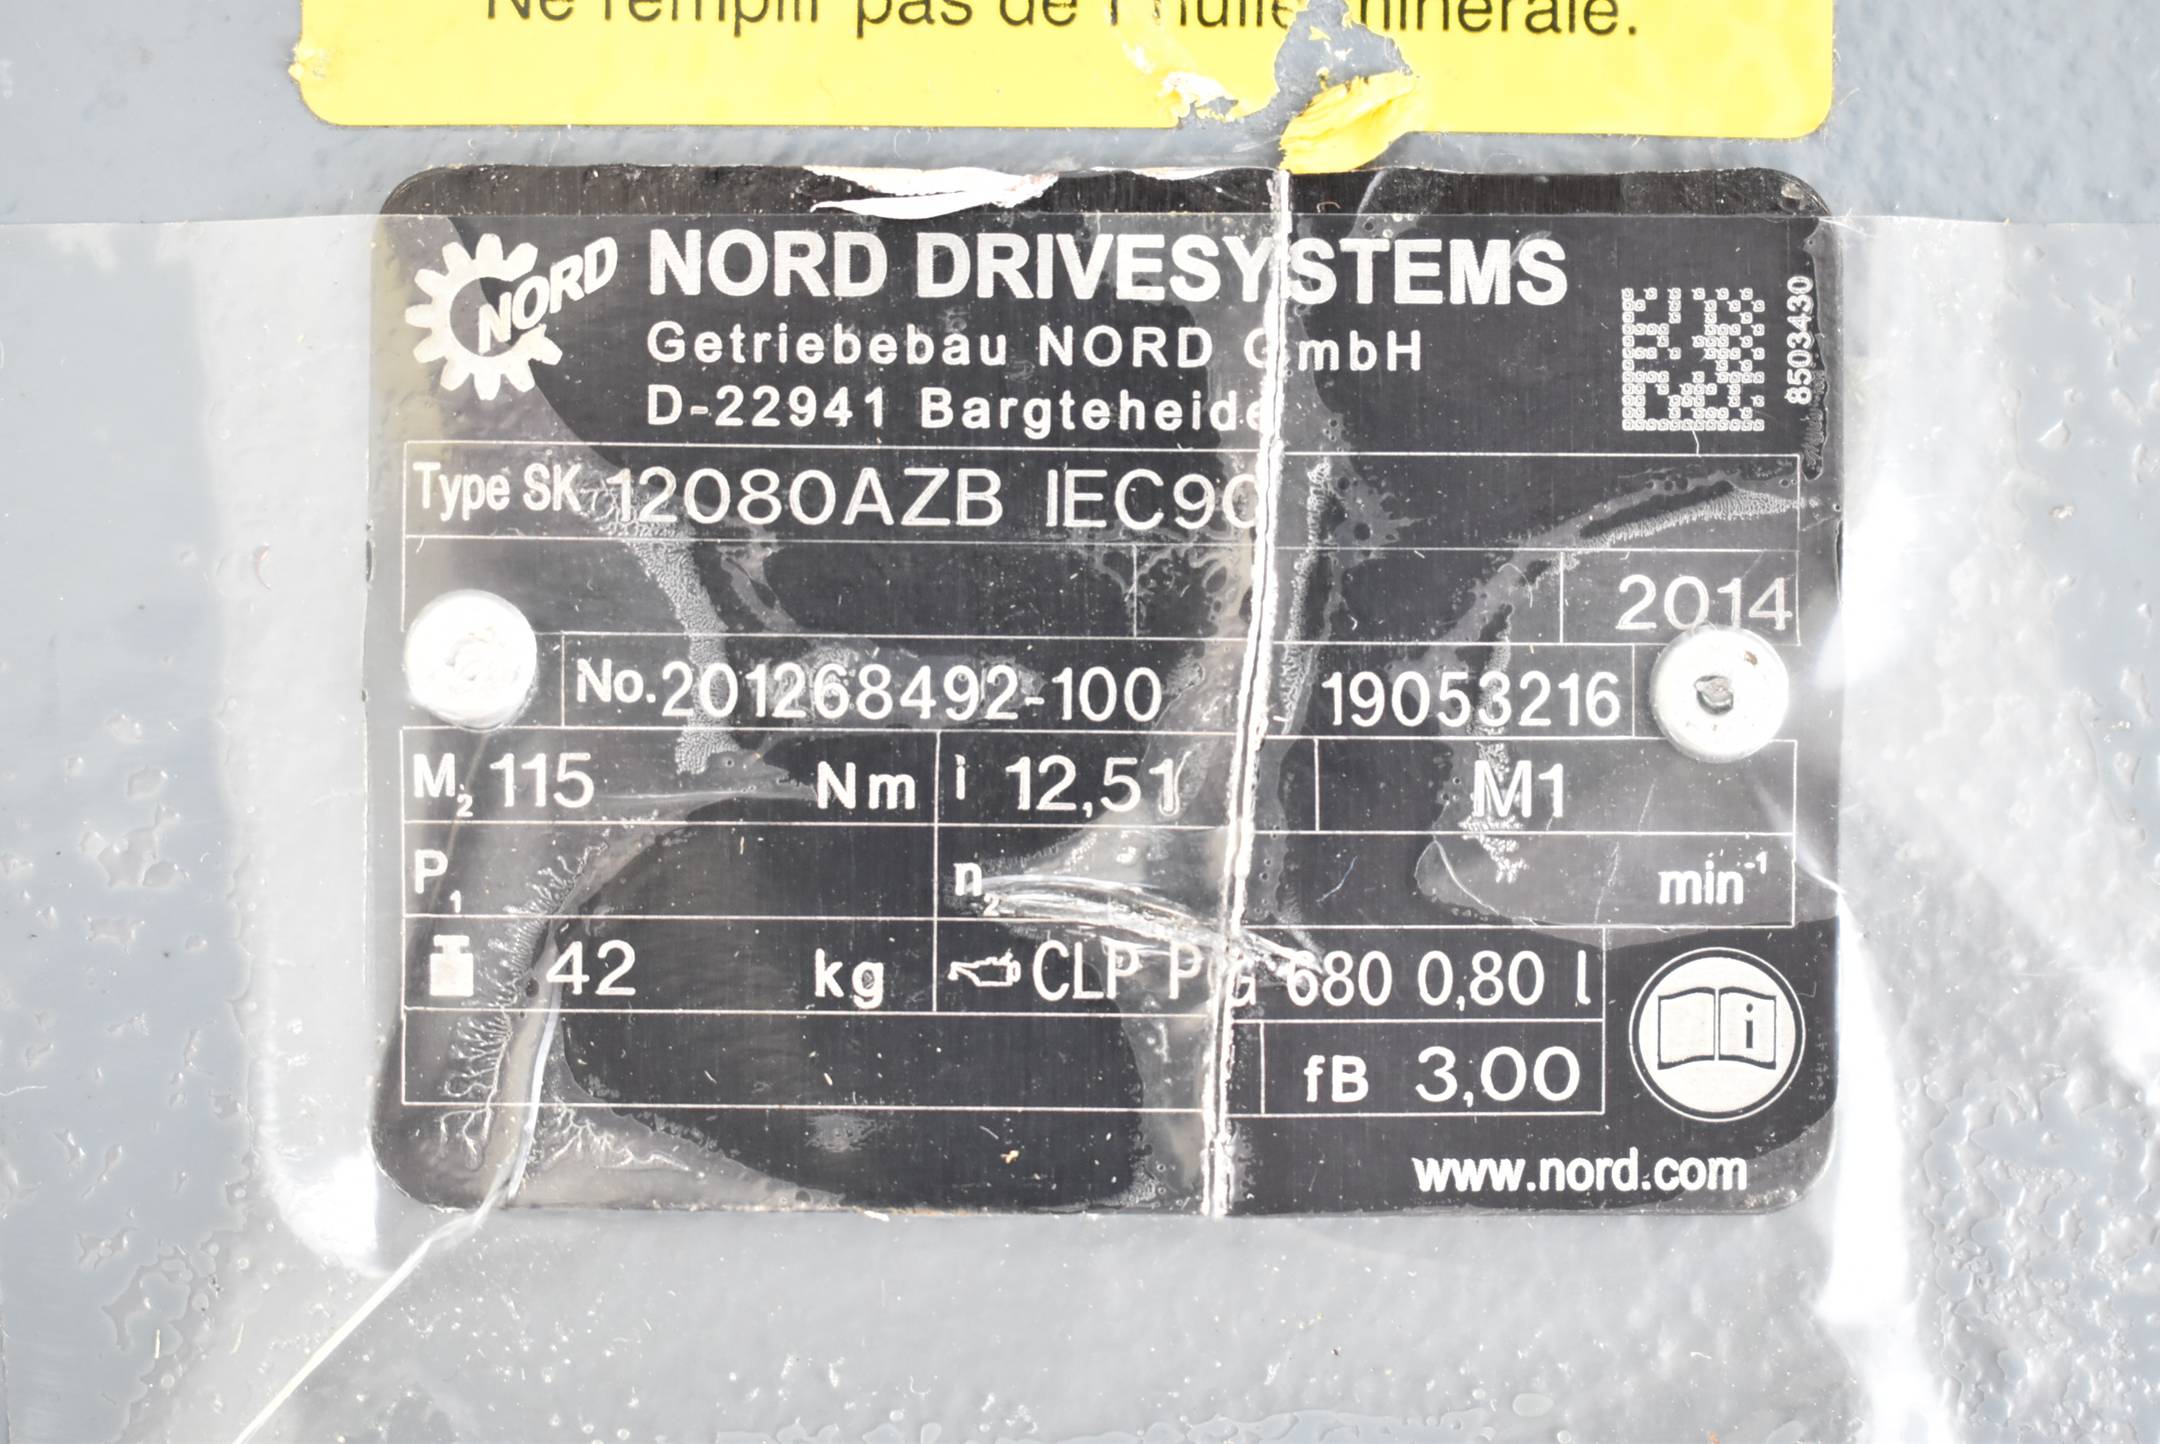 Ne remplir pas de l'huile minérale.
NORD
NORD DRIVESYSTEMS
Getriebebau NORD GmbH
D-22941 Bargteheide
8503430
Type SK 12080AZB IEC90
2014
No. 201268492-100 19053216
M2 115 Nm i 12,51 M1
P1 n2 min-1
42 kg CLP PG 680 0,80 l
fB 3,00
i
www.nord.com